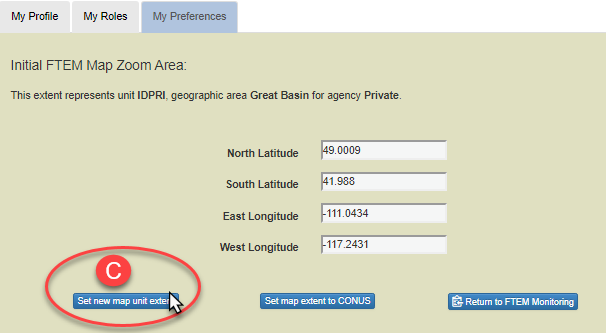 My Profile My Roles My Preferences
Initial FTEM Map Zoom Area:
This extent represents unit IDPRI, geographic area Great Basin for agency Private.
North Latitude 49.0009
South Latitude 41.988
East Longitude -111.0434
West Longitude -117.2431
C
Set new map unit extent Set map extent to CONUS Return to FTEM Monitoring